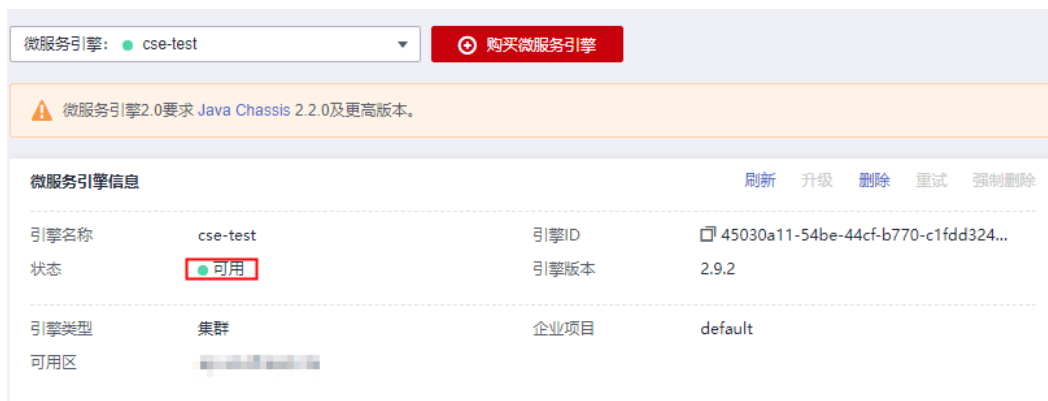 微服务引擎： cse-test 购买微服务引擎
微服务引擎2.0要求 Java Chassis 2.2.0及更高版本。
微服务引擎信息 刷新 升级 删除 重试 强制删除
引擎名称 cse-test 引擎ID 45030a11-54be-44cf-b770-c1fdd324...
状态 可用 引擎版本 2.9.2
引擎类型 集群 企业项目 default
可用区